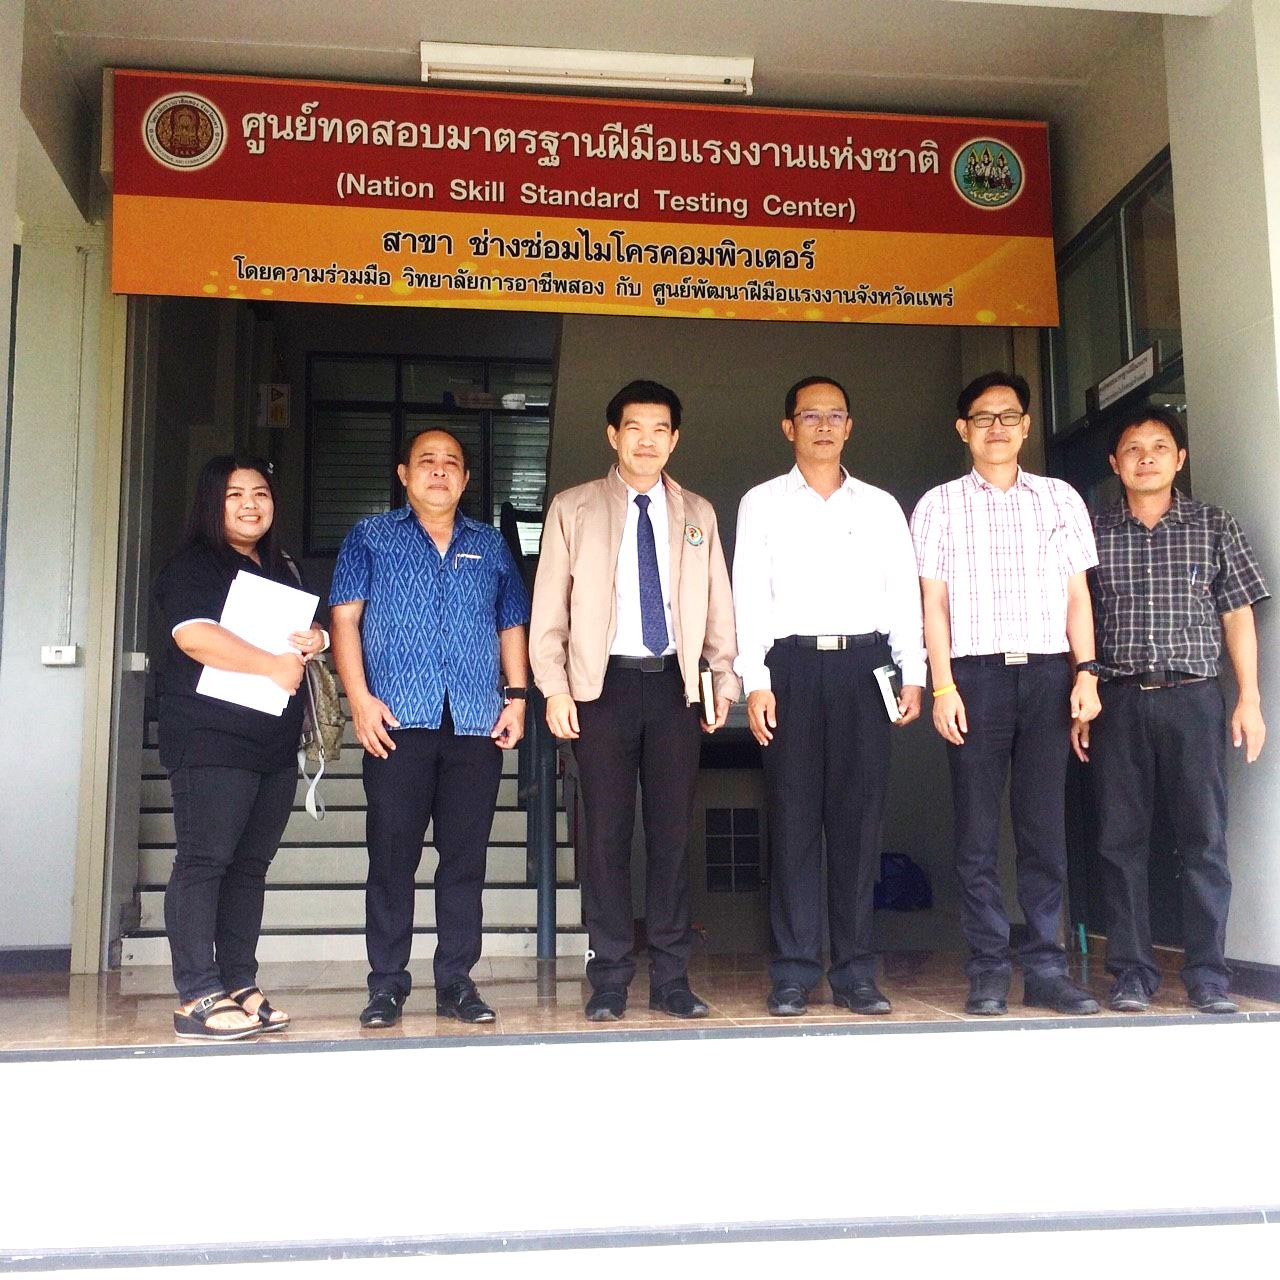 ศูนย์ทดสอบมาตรฐานฝีมือแรงงานแห่งชาติ
(Nation Skill Standard Testing Center)
สาขา ช่างซ่อมไมโครคอมพิวเตอร์
โดยความร่วมมือ วิทยาลัยการอาชีพสอง กับ ศูนย์พัฒนาฝีมือแรงงานจังหวัดแพร่